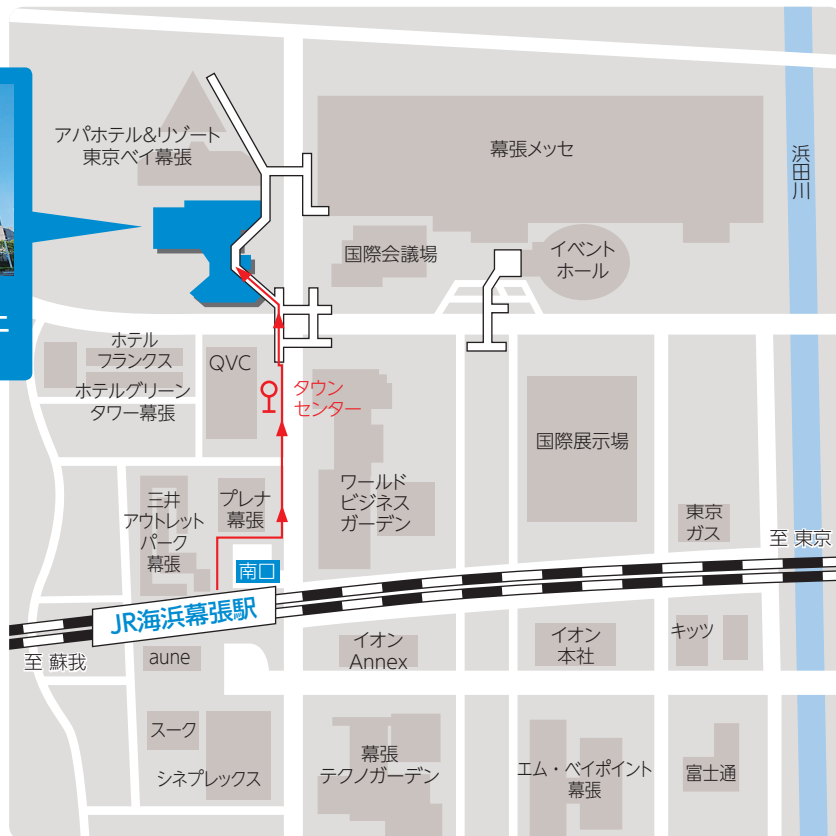 アパホテル&リゾート
東京ベイ幕張
幕張メッセ
浜田川
国際会議場
イベント
ホール
ホテル
フランクス
QVC
ホテルグリーン
タワー幕張
タウン
センター
国際展示場
三井
アウトレット
パーク
幕張
プレナ
幕張
ワールド
ビジネス
ガーデン
東京
ガス
至 東京
南口
JR海浜幕張駅
至 蘇我
aune
イオン
Annex
イオン
本社
キッツ
スーク
シネプレックス
幕張
テクノガーデン
エム・ベイポイント
幕張
富士通